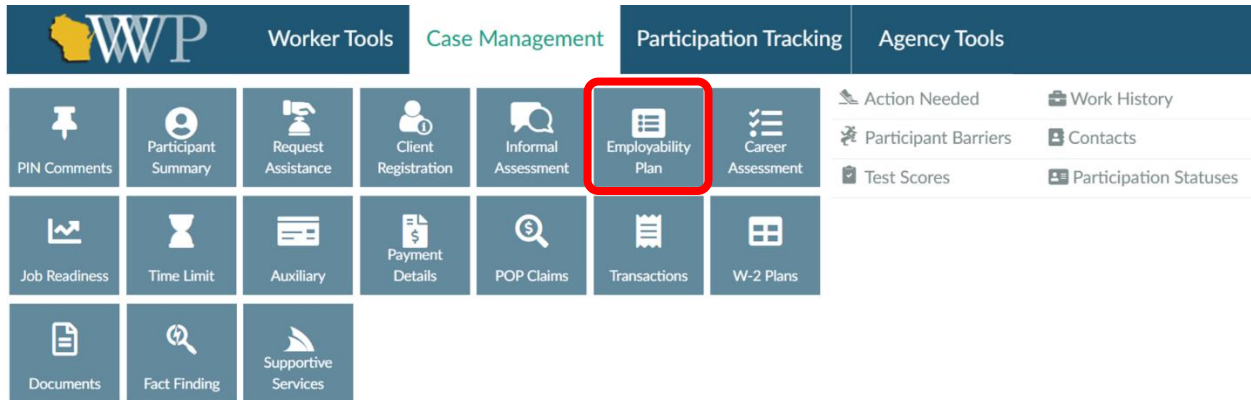 WWP
Worker Tools
Case Management
Participation Tracking
Agency Tools
PIN Comments
Participant
Summary
Request
Assistance
Client
Registration
Informal
Assessment
Employability
Plan
Career
Assessment
Action Needed
Work History
Participant Barriers
Contacts
Test Scores
Participation Statuses
Job Readiness
Time Limit
Auxiliary
Payment
Details
POP Claims
Transactions
W-2 Plans
Documents
Fact Finding
Supportive
Services